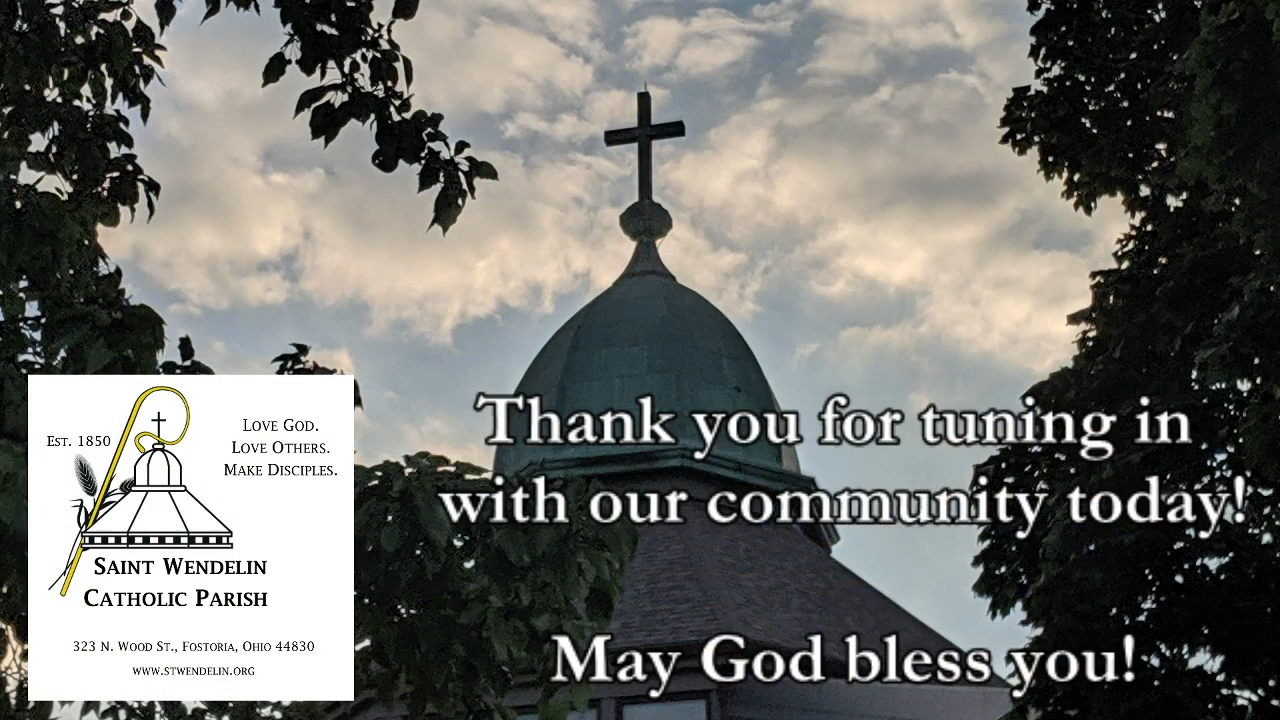 Est. 1850
Love God.
Love Others.
Make Disciples.
Saint Wendelin
Catholic Parish
323 N. Wood St., Fostoria, Ohio 44830
www.stwendelin.org
Thank you for tuning in
with our community today!
May God bless you!